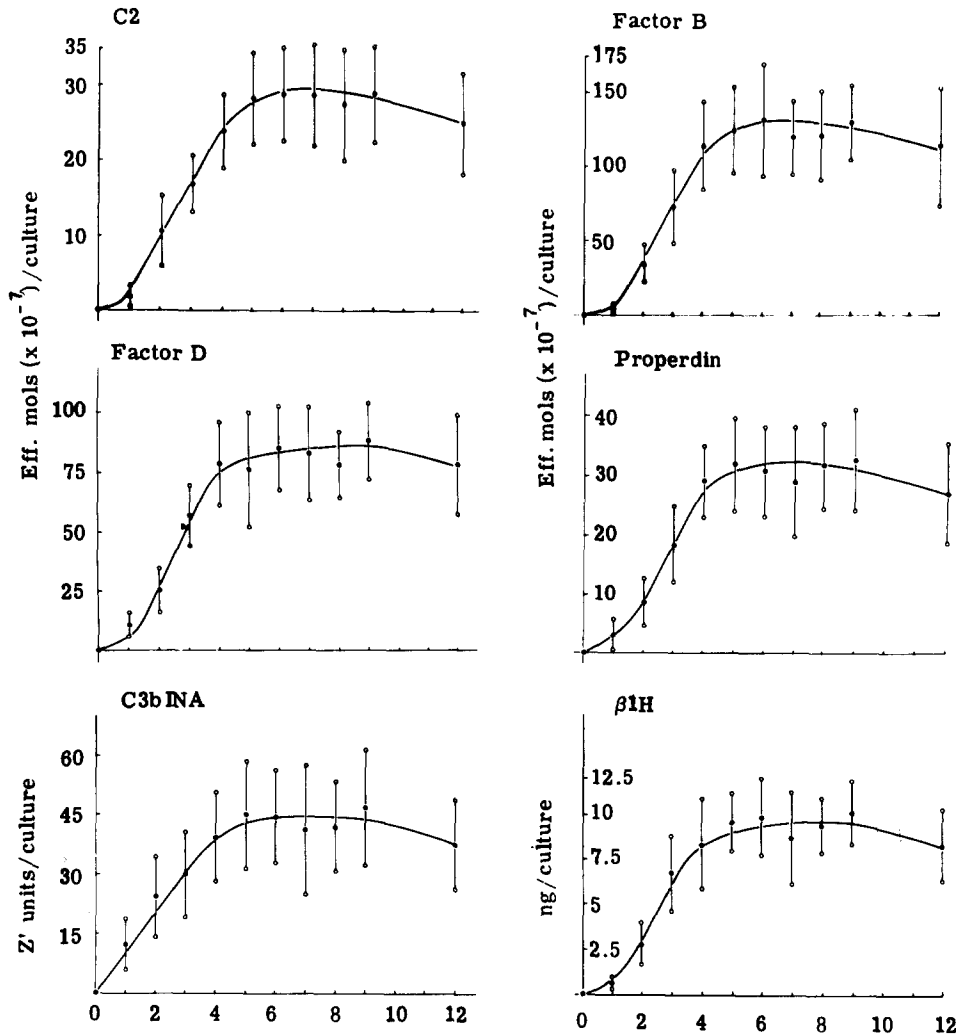 C2
35
30
20
10
Eff. mols (x 10⁻⁷)/culture
Factor B
175
150
100
50
Eff. mols (x 10⁻⁷)/culture
Factor D
100
75
50
25
Properdin
40
30
20
10
C3b INA
60
45
30
15
Z' units/culture
0 2 4 6 8 10 12
β1H
12.5
10
7.5
5
2.5
ng/culture
0 2 4 6 8 10 12